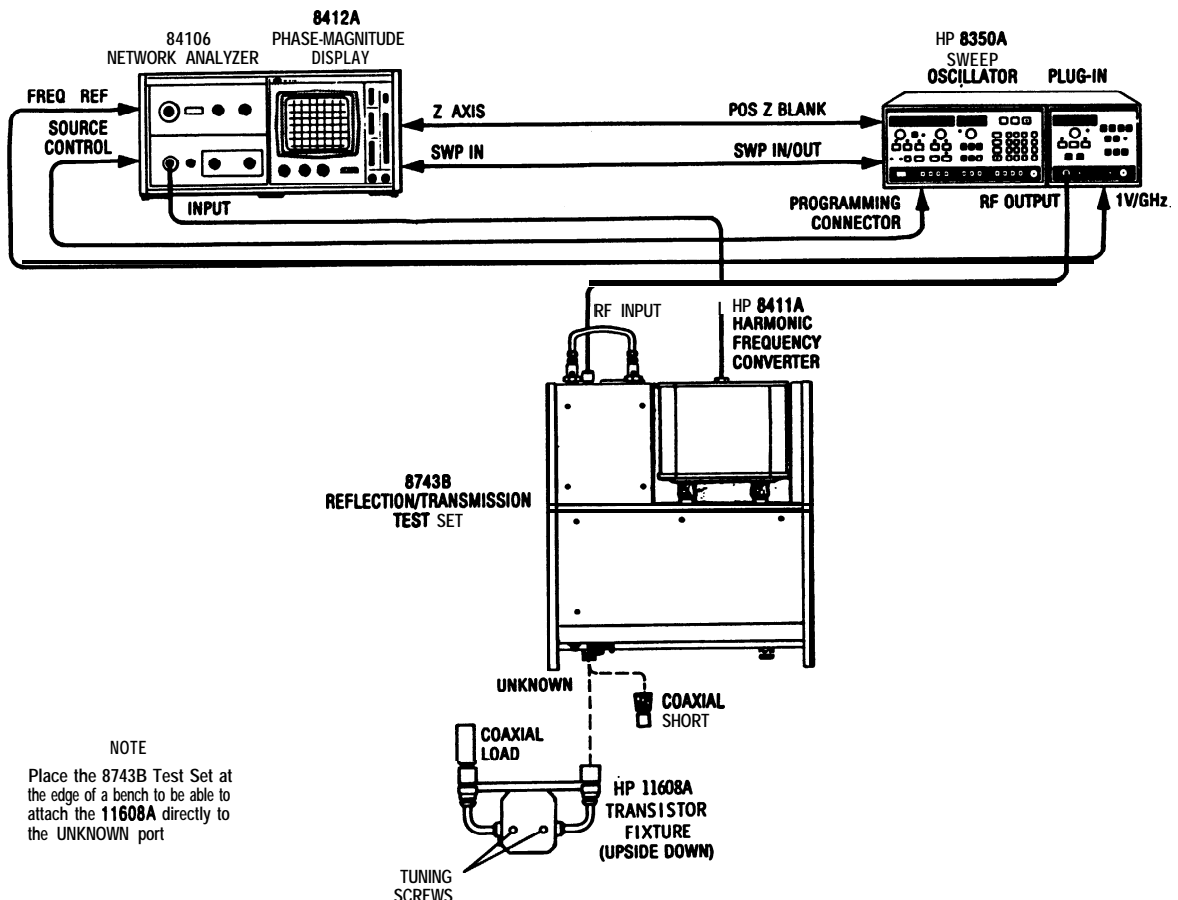 84106
NETWORK ANALYZER
8412A
PHASE-MAGNITUDE
DISPLAY
HP 8350A
SWEEP
OSCILLATOR
PLUG-IN
FREQ REF
SOURCE
CONTROL
Z AXIS
POS Z BLANK
SWP IN
SWP IN/OUT
INPUT
PROGRAMMING
CONNECTOR
RF OUTPUT
1V/GHz
RF INPUT
HP 8411A
HARMONIC
FREQUENCY
CONVERTER
8743B
REFLECTION/TRANSMISSION
TEST SET
UNKNOWN
COAXIAL
SHORT
COAXIAL
LOAD
HP 11608A
TRANSISTOR
FIXTURE
(UPSIDE DOWN)
TUNING
SCREWS
NOTE
Place the 8743B Test Set at
the edge of a bench to be able to
attach the 11608A directly to
the UNKNOWN port